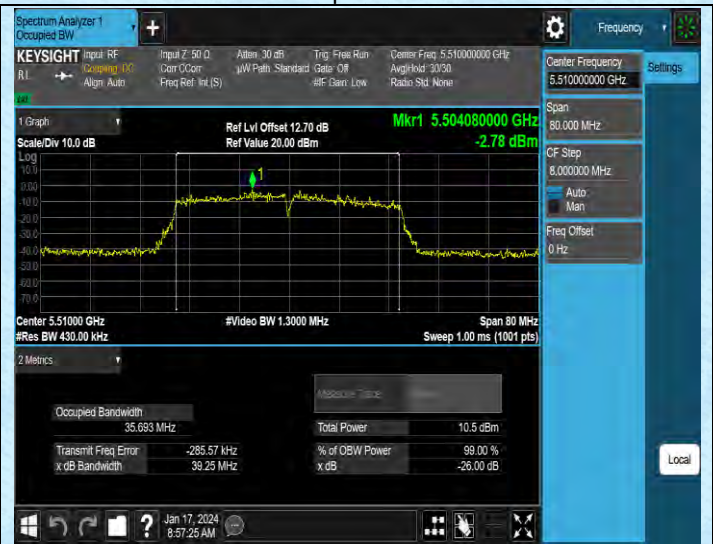 Spectrum Analyzer 1
Occupied BW
Frequency
KEYSIGHT Input: RF
Coupling: DC
Align: Auto
Input Z: 50 Ω
Corr CCorr
Freq Ref: Int (S)
Atten: 30 dB
µW Path: Standard
Trig: Free Run
Gate: Off
#IF Gain: Low
Center Freq: 5.510000000 GHz
Avg|Hold: 30/30
Radio Std: None
Center Frequency
5.510000000 GHz
Settings
Span
80.000 MHz
CF Step
8.000000 MHz
Auto
Man
Freq Offset
0 Hz
1 Graph
Scale/Div 10.0 dB
Ref Lvl Offset 12.70 dB
Ref Value 20.00 dBm
Mkr1 5.504080000 GHz
-2.78 dBm
Log
10.0
0.00
-10.0
-20.0
-30.0
-40.0
-50.0
-60.0
-70.0
1
Center 5.51000 GHz
#Res BW 430.00 kHz
#Video BW 1.3000 MHz
Span 80 MHz
Sweep 1.00 ms (1001 pts)
2 Metrics
Measure Trace
Occupied Bandwidth
35.693 MHz
Total Power 10.5 dBm
Transmit Freq Error -285.57 kHz
% of OBW Power 99.00 %
x dB Bandwidth 39.25 MHz
x dB -26.00 dB
Local
Jan 17, 2024
8:57:25 AM